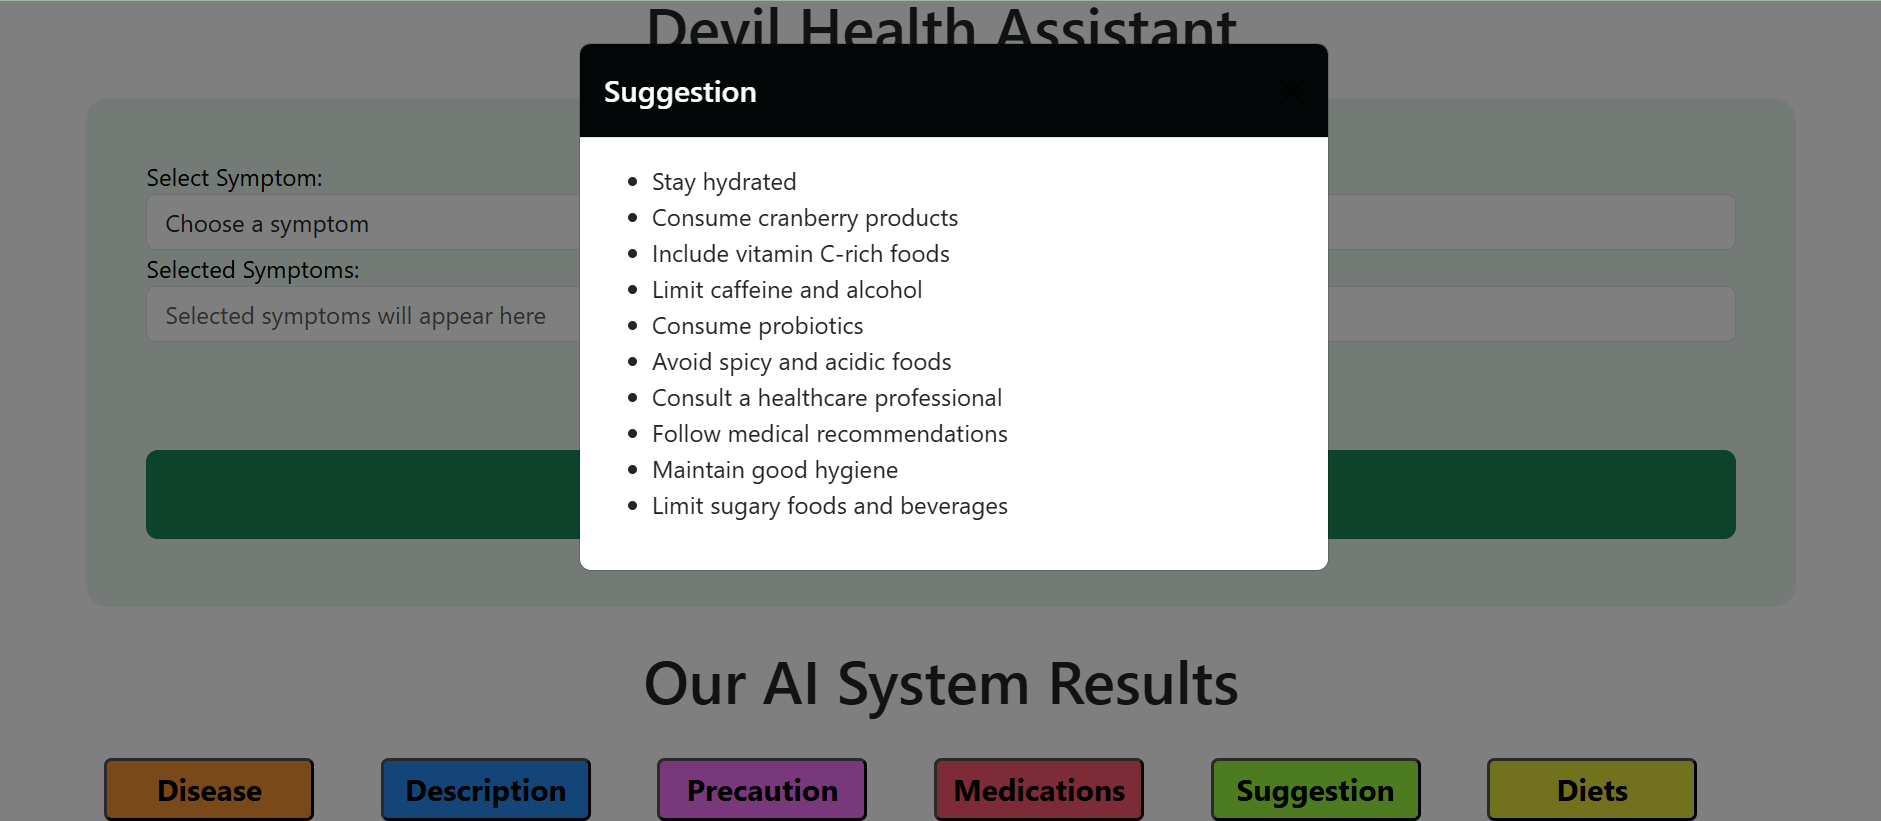 Devil Health Assistant
Suggestion
Select Symptom:
Choose a symptom
Selected Symptoms:
Selected symptoms will appear here
• Stay hydrated
• Consume cranberry products
• Include vitamin C-rich foods
• Limit caffeine and alcohol
• Consume probiotics
• Avoid spicy and acidic foods
• Consult a healthcare professional
• Follow medical recommendations
• Maintain good hygiene
• Limit sugary foods and beverages
Our AI System Results
Disease
Description
Precaution
Medications
Suggestion
Diets